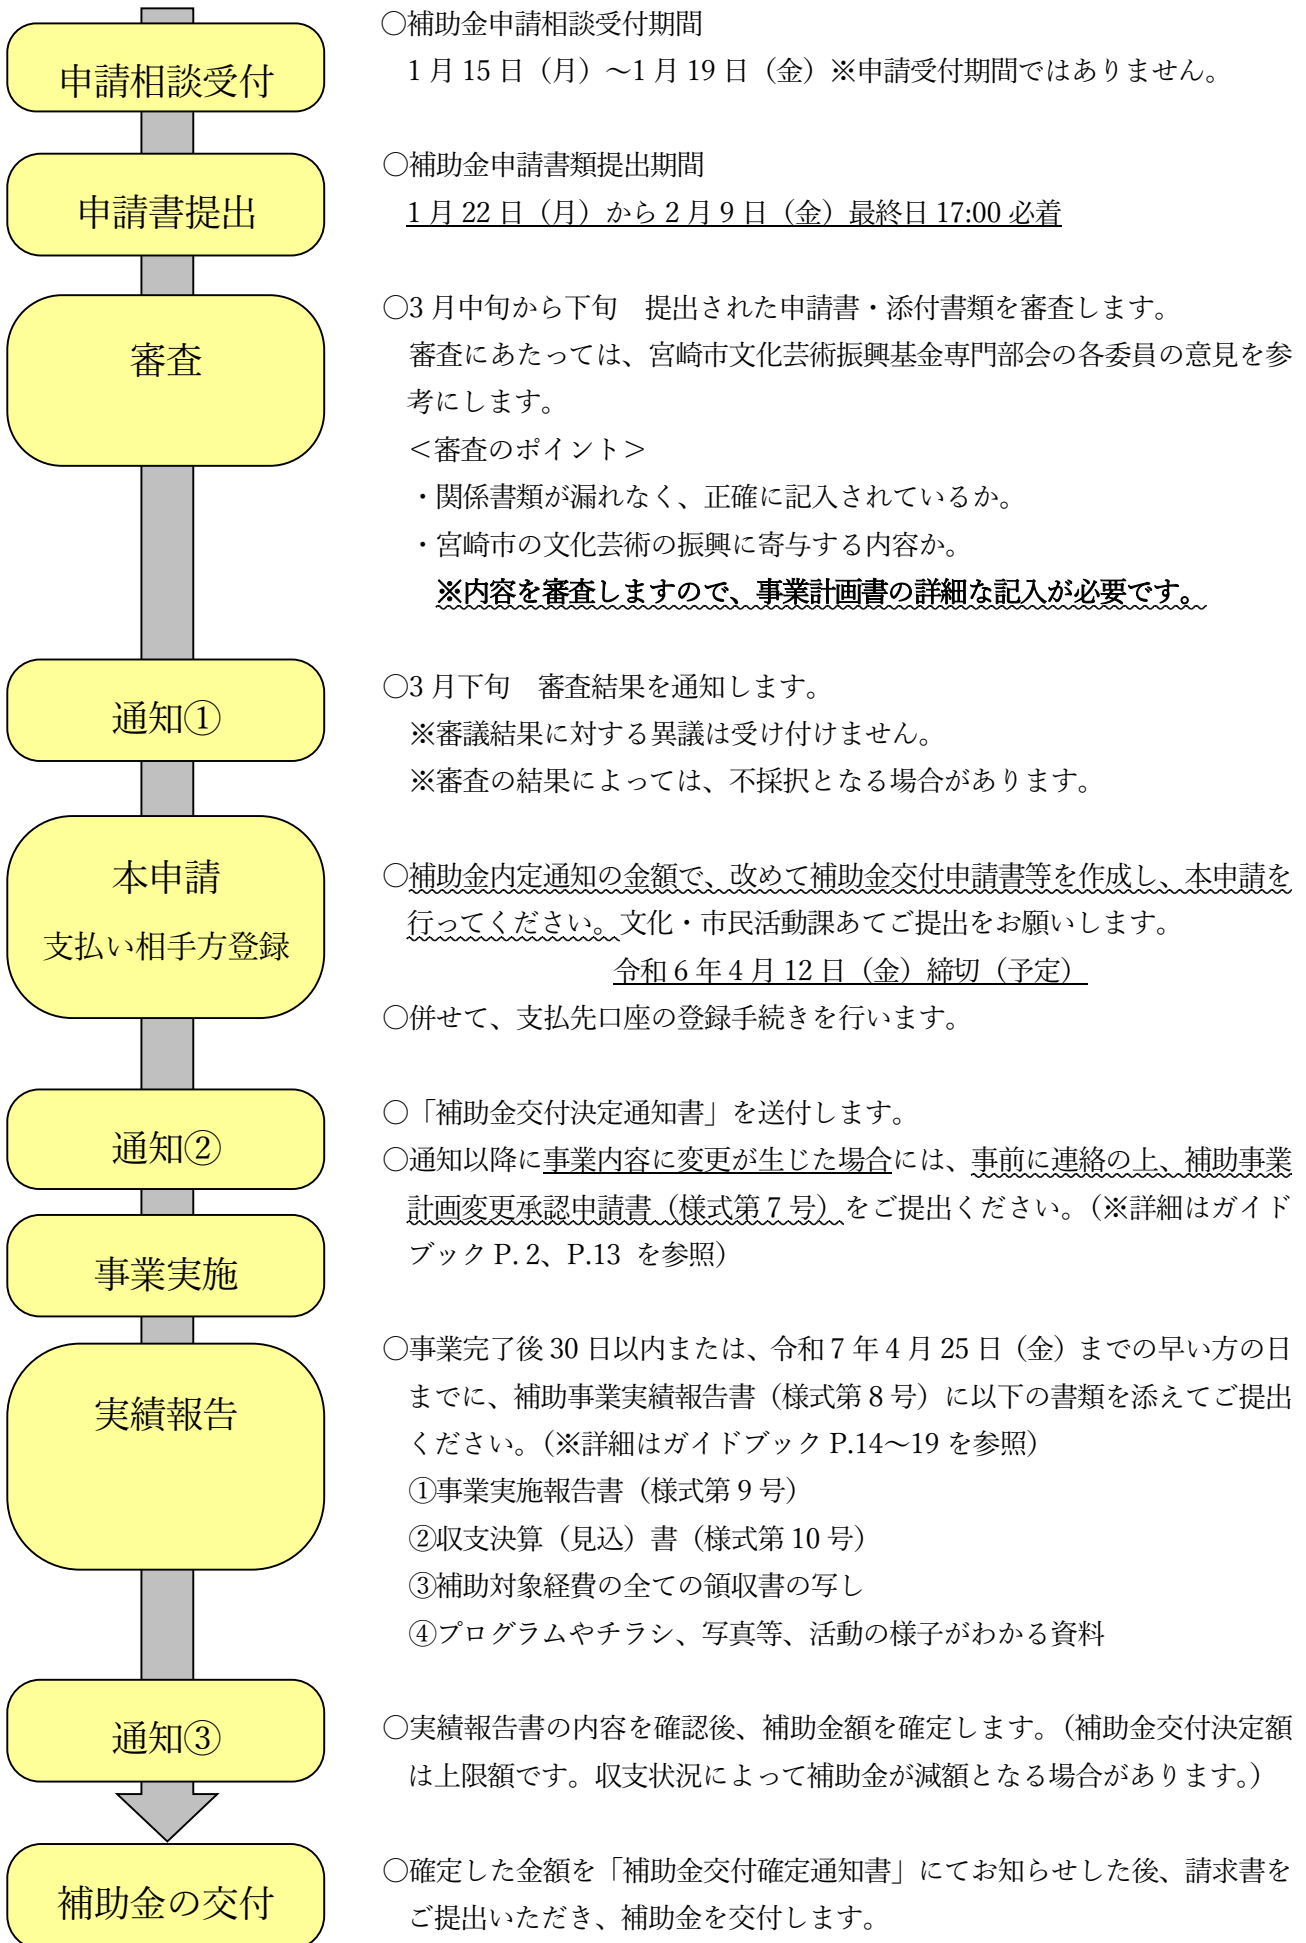 申請相談受付
○補助金申請相談受付期間
1月15日（月）～1月19日（金）※申請受付期間ではありません。
申請書提出
○補助金申請書類提出期間
1月22日（月）から2月9日（金）最終日17:00必着
審査
○3月中旬から下旬　提出された申請書・添付書類を審査します。
審査にあたっては、宮崎市文化芸術振興基金専門部会の各委員の意見を参
考にします。
＜審査のポイント＞
・関係書類が漏れなく、正確に記入されているか。
・宮崎市の文化芸術の振興に寄与する内容か。
※内容を審査しますので、事業計画書の詳細な記入が必要です。
通知①
○3月下旬　審査結果を通知します。
※審議結果に対する異議は受け付けません。
※審査の結果によっては、不採択となる場合があります。
本申請
支払い相手方登録
○補助金内定通知の金額で、改めて補助金交付申請書等を作成し、本申請を
行ってください。文化・市民活動課あてご提出をお願いします。
令和6年4月12日（金）締切（予定）
○併せて、支払先口座の登録手続きを行います。
通知②
○「補助金交付決定通知書」を送付します。
○通知以降に事業内容に変更が生じた場合には、事前に連絡の上、補助事業
計画変更承認申請書（様式第7号）をご提出ください。（※詳細はガイド
ブックP.2、P.13 を参照）
事業実施
実績報告
○事業完了後30日以内または、令和7年4月25日（金）までの早い方の日
までに、補助事業実績報告書（様式第8号）に以下の書類を添えてご提出
ください。（※詳細はガイドブックP.14～19を参照）
①事業実施報告書（様式第9号）
②収支決算（見込）書（様式第10号）
③補助対象経費の全ての領収書の写し
④プログラムやチラシ、写真等、活動の様子がわかる資料
通知③
○実績報告書の内容を確認後、補助金額を確定します。（補助金交付決定額
は上限額です。収支状況によって補助金が減額となる場合があります。）
補助金の交付
○確定した金額を「補助金交付確定通知書」にてお知らせした後、請求書を
ご提出いただき、補助金を交付します。